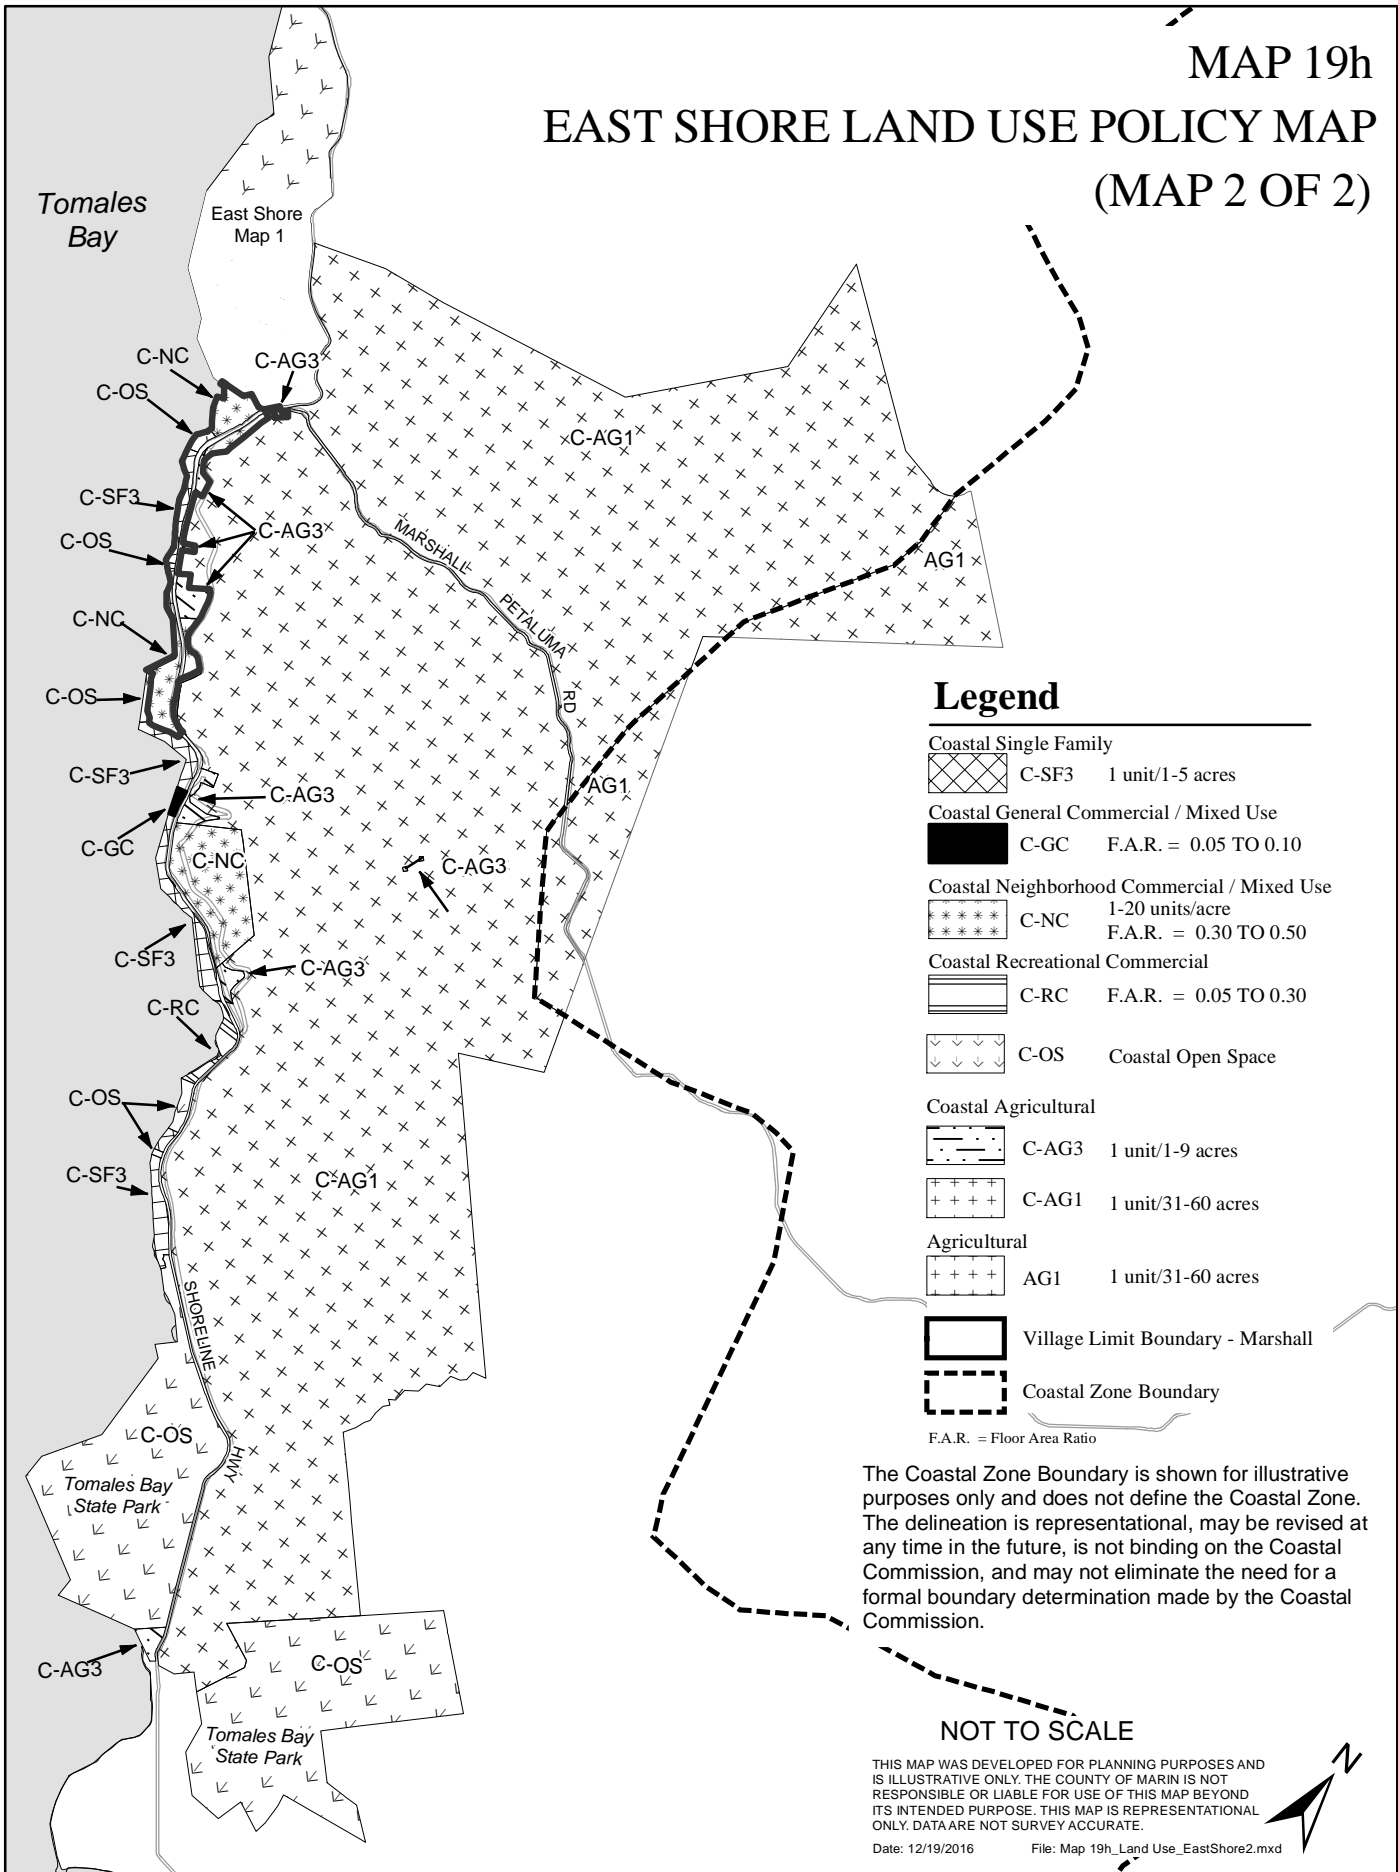 MAP 19h
EAST SHORE LAND USE POLICY MAP
(MAP 2 OF 2)
Tomales
Bay
East Shore
Map 1
C-NC
C-AG3
C-OS
C-AG1
C-SF3
C-AG3
C-OS
MARSHALL
PETALUMA
RD
AG1
C-NC
C-OS
C-SF3
C-AG3
AG1
C-GC
C-NC
C-AG3
C-SF3
C-AG3
C-RC
C-OS
C-SF3
C-AG1
SHORELINE
HWY
C-OS
Tomales Bay
State Park
C-AG3
C-OS
Tomales Bay
State Park
Legend
Coastal Single Family
C-SF3 1 unit/1-5 acres
Coastal General Commercial / Mixed Use
C-GC F.A.R. = 0.05 TO 0.10
Coastal Neighborhood Commercial / Mixed Use
C-NC 1-20 units/acre
F.A.R. = 0.30 TO 0.50
Coastal Recreational Commercial
C-RC F.A.R. = 0.05 TO 0.30
C-OS Coastal Open Space
Coastal Agricultural
C-AG3 1 unit/1-9 acres
C-AG1 1 unit/31-60 acres
Agricultural
AG1 1 unit/31-60 acres
Village Limit Boundary - Marshall
Coastal Zone Boundary
F.A.R. = Floor Area Ratio
The Coastal Zone Boundary is shown for illustrative
purposes only and does not define the Coastal Zone.
The delineation is representational, may be revised at
any time in the future, is not binding on the Coastal
Commission, and may not eliminate the need for a
formal boundary determination made by the Coastal
Commission.
NOT TO SCALE
THIS MAP WAS DEVELOPED FOR PLANNING PURPOSES AND
IS ILLUSTRATIVE ONLY. THE COUNTY OF MARIN IS NOT
RESPONSIBLE OR LIABLE FOR USE OF THIS MAP BEYOND
ITS INTENDED PURPOSE. THIS MAP IS REPRESENTATIONAL
ONLY. DATA ARE NOT SURVEY ACCURATE.
Date: 12/19/2016 File: Map 19h_Land Use_EastShore2.mxd
N